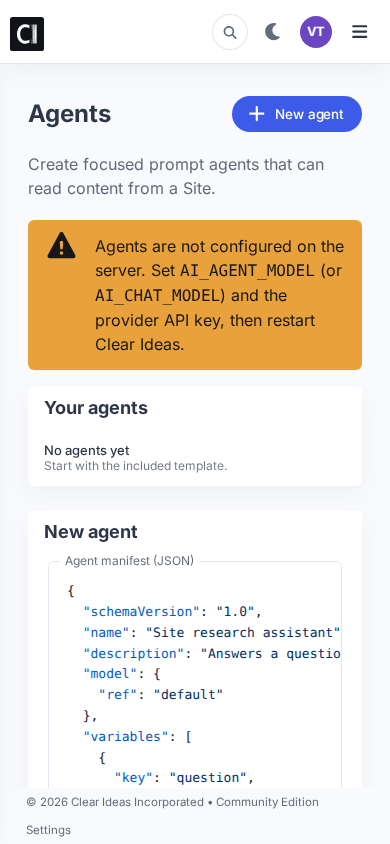 CI
VT
Agents
New agent
Create focused prompt agents that can
read content from a Site.
Agents are not configured on the
server. Set AI_AGENT_MODEL (or
AI_CHAT_MODEL) and the
provider API key, then restart
Clear Ideas.
Your agents
No agents yet
Start with the included template.
New agent
Agent manifest (JSON)
{
"schemaVersion": "1.0",
"name": "Site research assistant"
"description": "Answers a questio
"model": {
"ref": "default"
},
"variables": [
{
"key": "question",
© 2026 Clear Ideas Incorporated • Community Edition
Settings